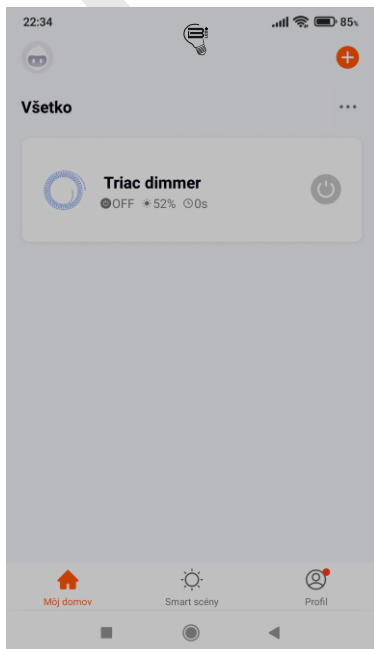 22:34
85%
Všetko
Triac dimmer
OFF 52% 0s
Môj domov
Smart scény
Profil